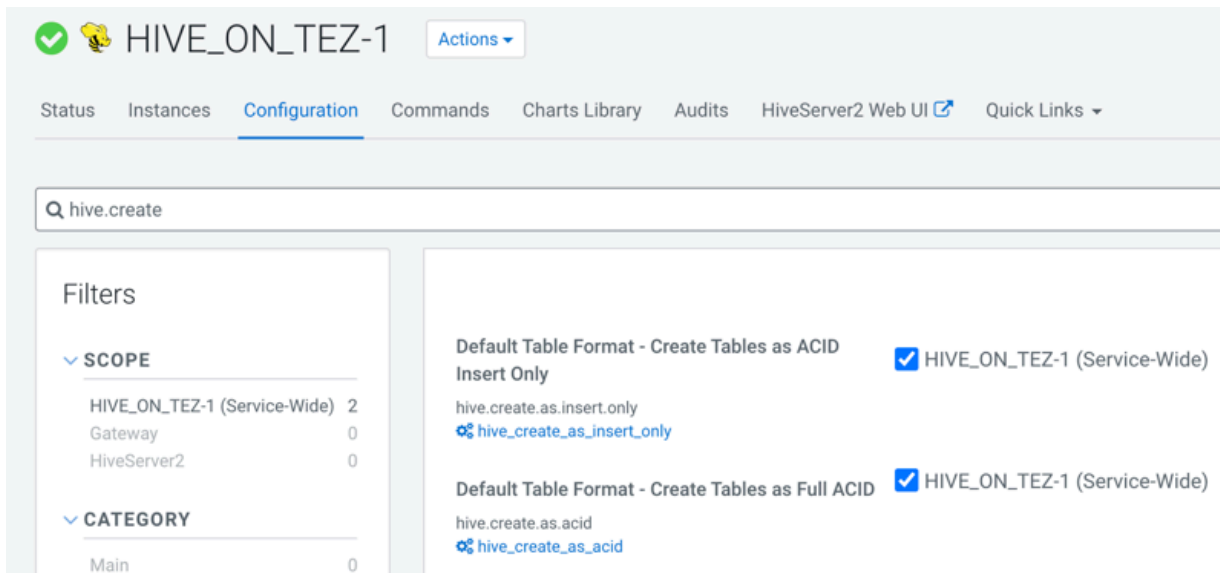 HIVE_ON_TEZ-1 Actions
Status Instances Configuration Commands Charts Library Audits HiveServer2 Web UI Quick Links
hive.create
Filters
SCOPE
HIVE_ON_TEZ-1 (Service-Wide) 2
Gateway 0
HiveServer2 0
CATEGORY
Main 0
Default Table Format - Create Tables as ACID
Insert Only
HIVE_ON_TEZ-1 (Service-Wide)
hive.create.as.insert.only
hive_create_as_insert_only
Default Table Format - Create Tables as Full ACID
HIVE_ON_TEZ-1 (Service-Wide)
hive.create.as.acid
hive_create_as_acid